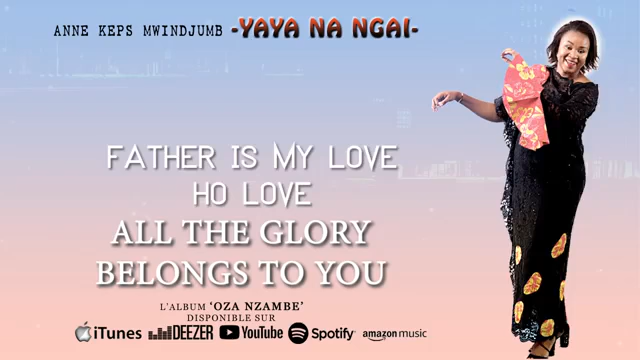 ANNE KEPS MWINDJUMB -YAYA NA NGAI-
FATHER IS MY LOVE
HO LOVE
ALL THE GLORY
BELONGS TO YOU
L'ALBUM 'OZA NZAMBE'
DISPONIBLE SUR
iTunes DEEZER YouTube Spotify amazon music